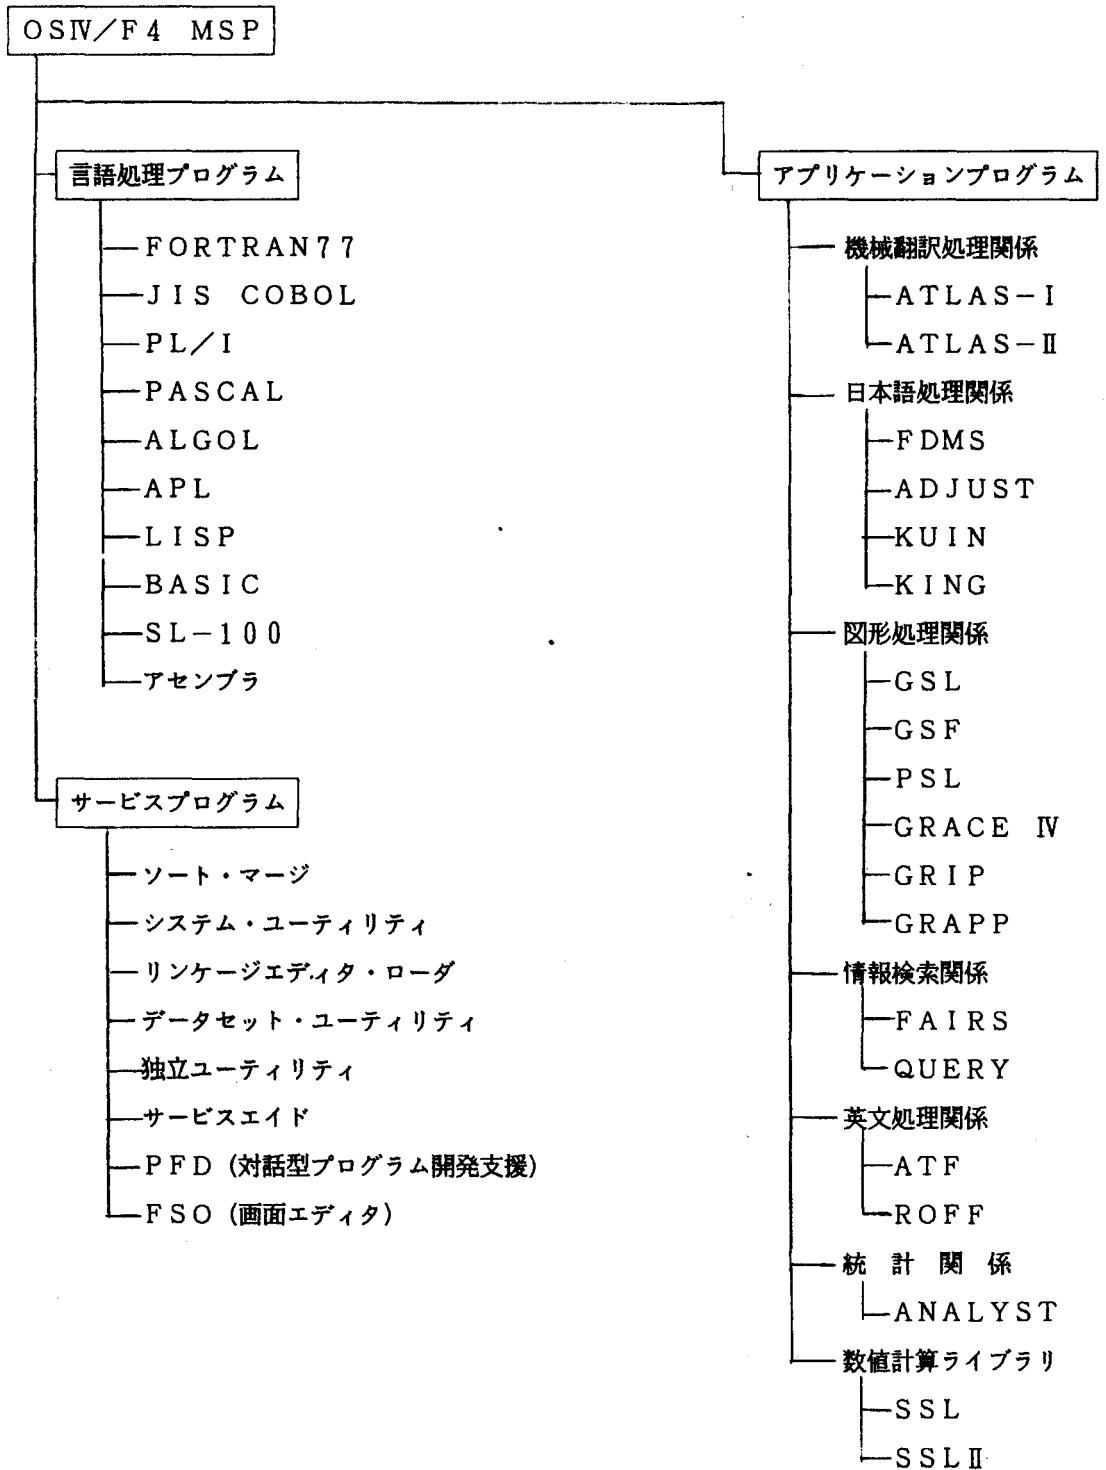 OSⅣ/F4 MSP
言語処理プログラム
FORTRAN77
JIS COBOL
PL/I
PASCAL
ALGOL
APL
LISP
BASIC
SL-100
アセンブラ
サービスプログラム
ソート・マージ
システム・ユーティリティ
リンケージエディタ・ローダ
データセット・ユーティリティ
独立ユーティリティ
サービスエイド
PFD (対話型プログラム開発支援)
FSO (画面エディタ)
アプリケーションプログラム
機械翻訳処理関係
ATLAS-I
ATLAS-Ⅱ
日本語処理関係
FDMS
ADJUST
KUIN
KING
図形処理関係
GSL
GSF
PSL
GRACE Ⅳ
GRIP
GRAPP
情報検索関係
FAIRS
QUERY
英文処理関係
ATF
ROFF
統計関係
ANALYST
数値計算ライブラリ
SSL
SSLⅡ